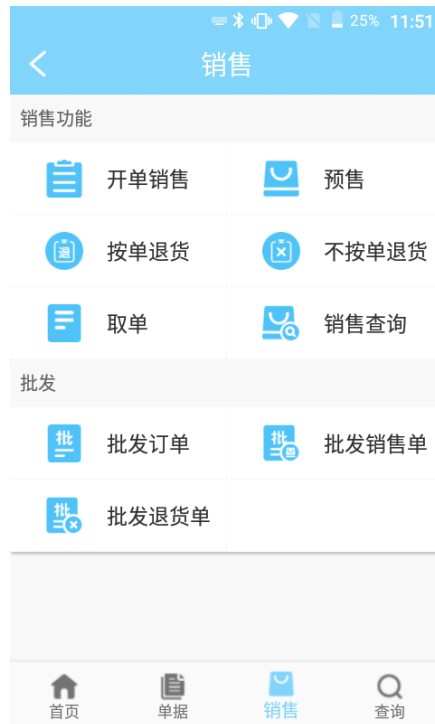 25% 11:51
销售
销售功能
开单销售 预售
退 按单退货 不按单退货
取单 销售查询
批发
批 批发订单 批 批发销售单
批 批发退货单
首页 单据 销售 查询